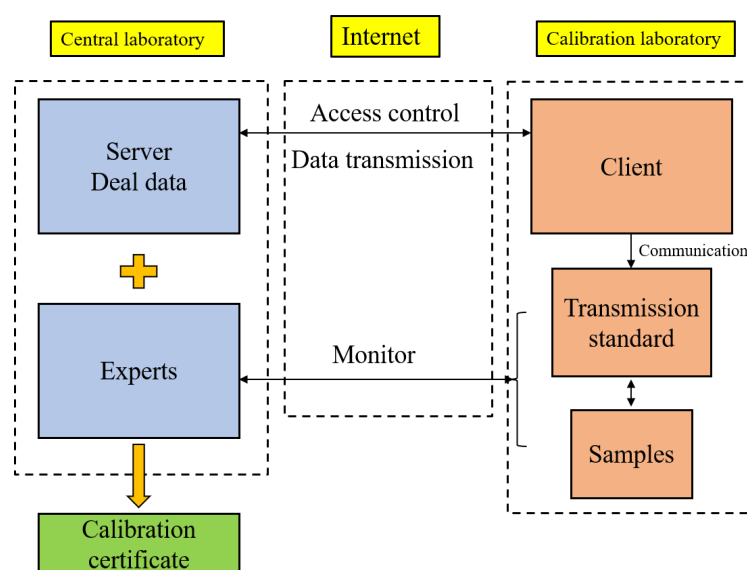 Central laboratory
Internet
Calibration laboratory
Access control
Data transmission
Server
Deal data
Client
Communication
Transmission
standard
Experts
Monitor
Samples
Calibration
certificate